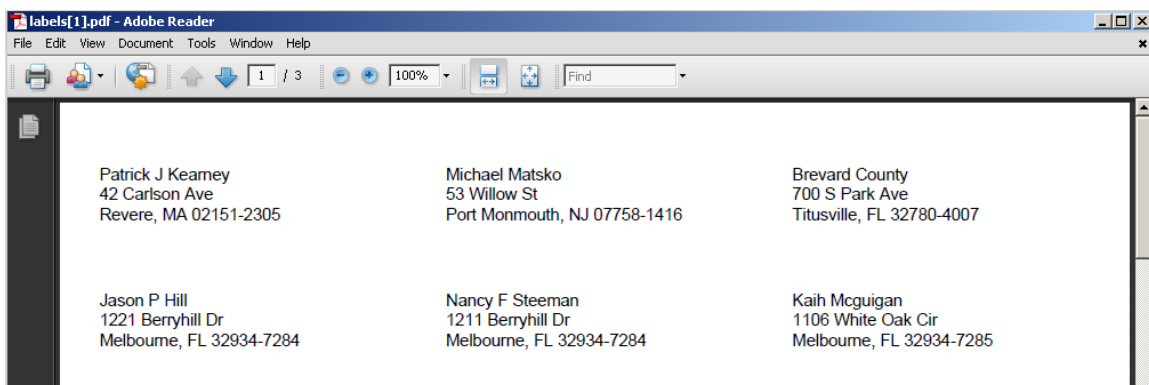 labels[1].pdf - Adobe Reader
File Edit View Document Tools Window Help
1 / 3 100% Find
Patrick J Kearney
42 Carlson Ave
Revere, MA 02151-2305
Michael Matsko
53 Willow St
Port Monmouth, NJ 07758-1416
Brevard County
700 S Park Ave
Titusville, FL 32780-4007
Jason P Hill
1221 Berryhill Dr
Melbourne, FL 32934-7284
Nancy F Steeman
1211 Berryhill Dr
Melbourne, FL 32934-7284
Kaih Mcguigan
1106 White Oak Cir
Melbourne, FL 32934-7285